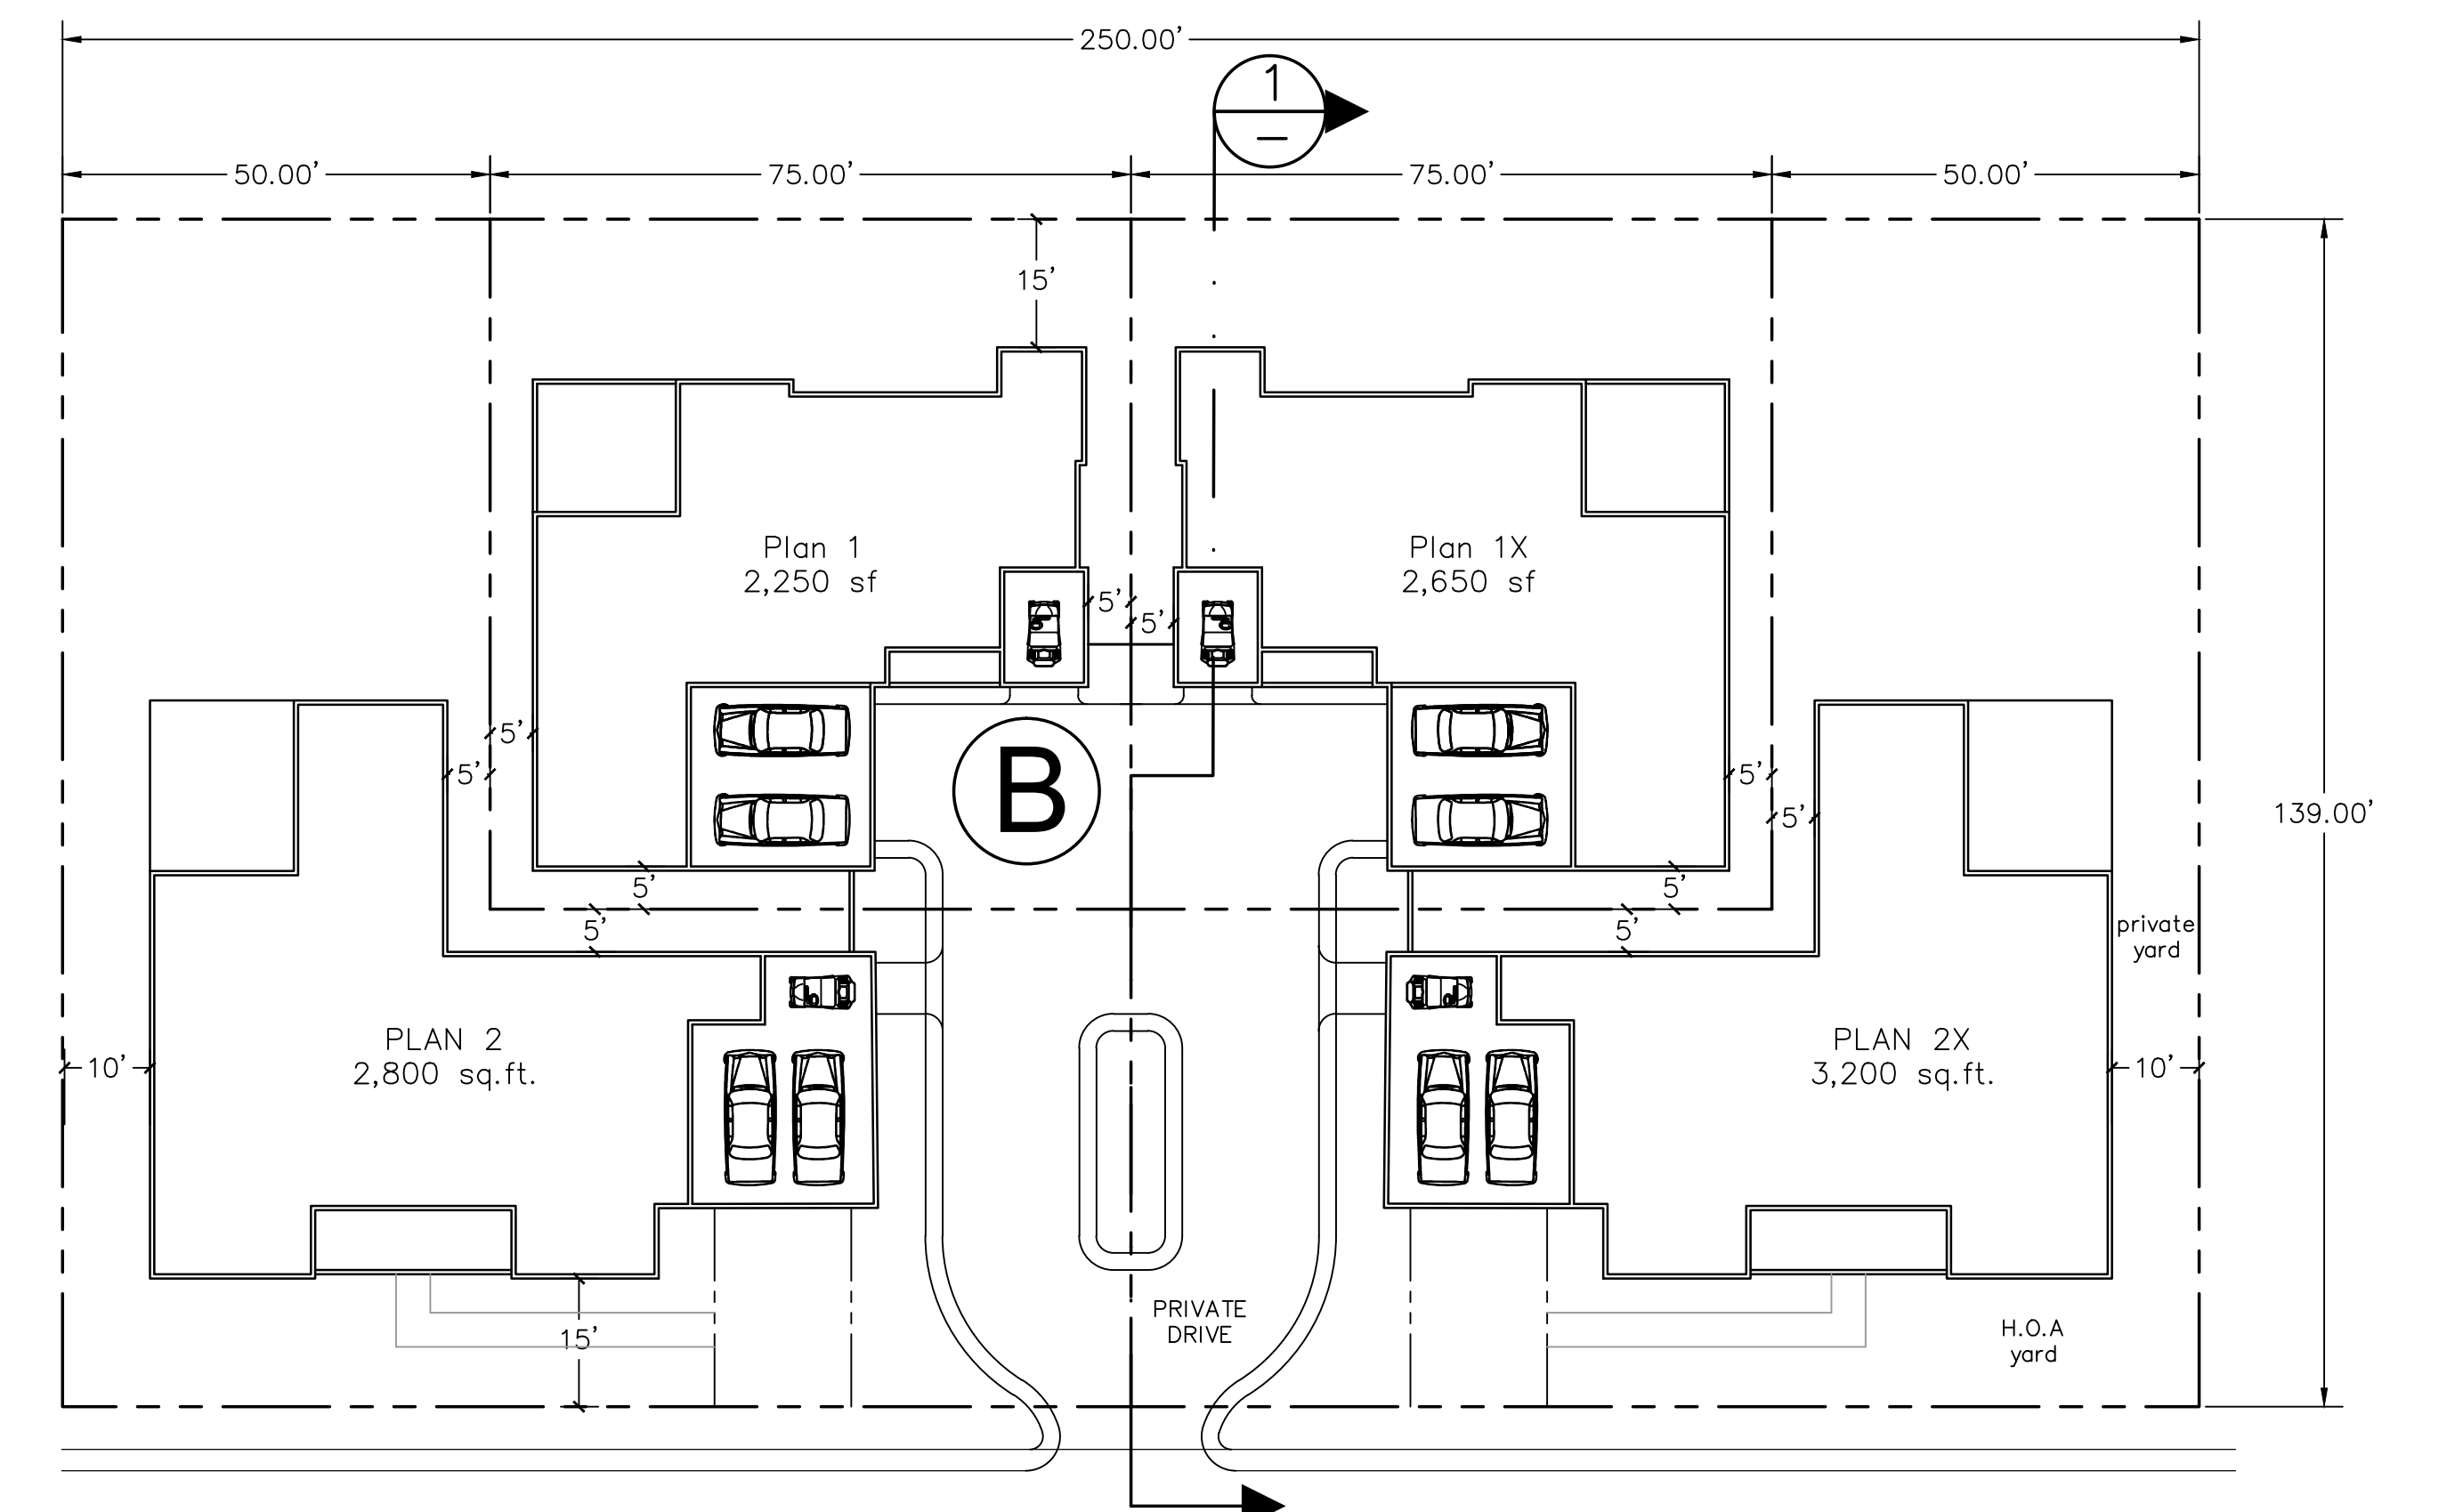 250.00'
1
–
50.00'
75.00'
75.00'
50.00'
15'
Plan 1
2,250 sf
Plan 1X
2,650 sf
5'
5'
5'
5'
5'
5'
B
139.00'
5'
5'
5'
5'
private
yard
PLAN 2
2,800 sq.ft.
PLAN 2X
3,200 sq.ft.
10'
10'
PRIVATE
DRIVE
15'
H.O.A
yard